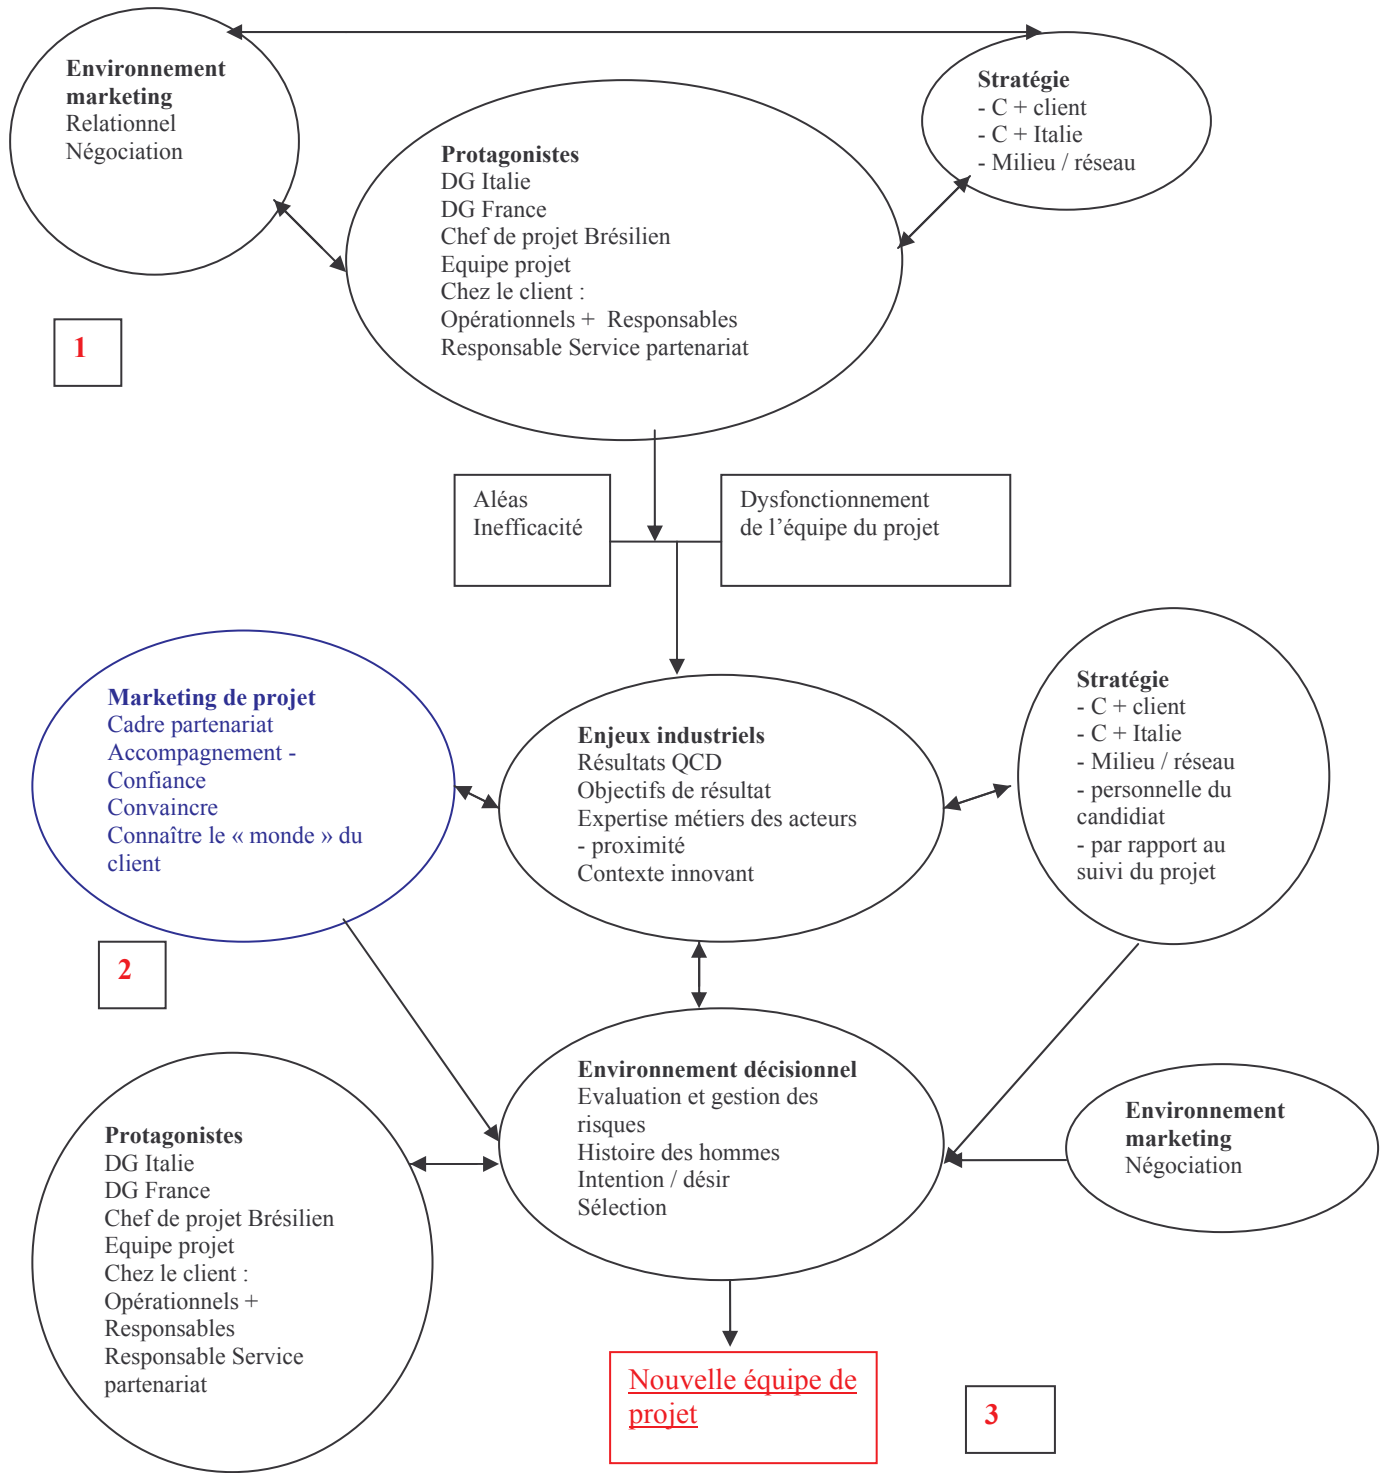 Environnement
marketing
Relationnel
Négociation
Stratégie
- C + client
- C + Italie
- Milieu / réseau
Protagonistes
DG Italie
DG France
Chef de projet Brésilien
Equipe projet
Chez le client :
Opérationnels + Responsables
Responsable Service partenariat
1
Aléas
Inefficacité
Dysfonctionnement
de l’équipe du projet
Marketing de projet
Cadre partenariat
Accompagnement -
Confiance
Convaincre
Connaître le « monde » du
client
Enjeux industriels
Résultats QCD
Objectifs de résultat
Expertise métiers des acteurs
- proximité
Contexte innovant
Stratégie
- C + client
- C + Italie
- Milieu / réseau
- personnelle du
candidiat
- par rapport au
suivi du projet
2
Environnement décisionnel
Evaluation et gestion des
risques
Histoire des hommes
Intention / désir
Sélection
Environnement
marketing
Négociation
Protagonistes
DG Italie
DG France
Chef de projet Brésilien
Equipe projet
Chez le client :
Opérationnels +
Responsables
Responsable Service
partenariat
Nouvelle équipe de
projet
3